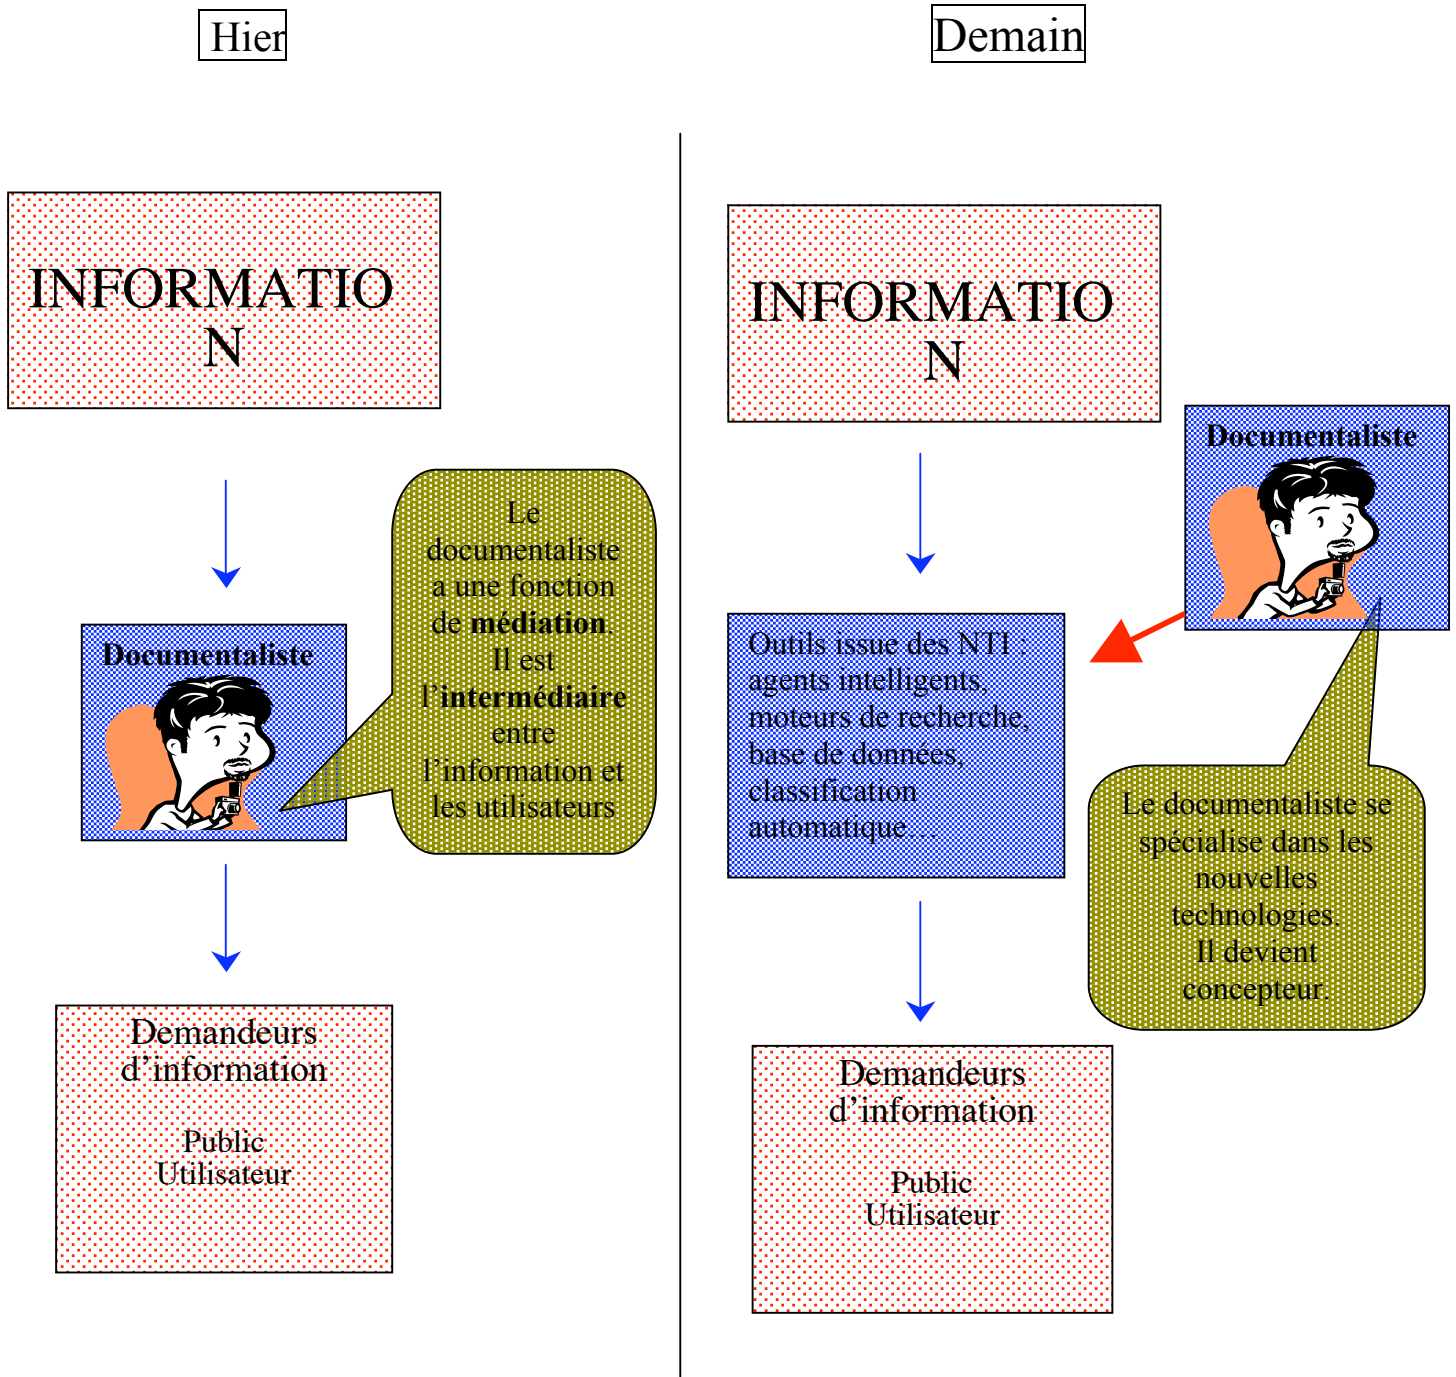 Hier
INFORMATIO
N
Le
documentaliste
a une fonction
de médiation.
Il est
l’intermédiaire
entre
l’information et
les utilisateurs
Documentaliste
Demandeurs
d’information
Public
Utilisateur
Demain
INFORMATIO
N
Documentaliste
Outils issue des NTI :
agents intelligents,
moteurs de recherche,
base de données,
classification
automatique…
Le documentaliste se
spécialise dans les
nouvelles
technologies.
Il devient
concepteur.
Demandeurs
d’information
Public
Utilisateur